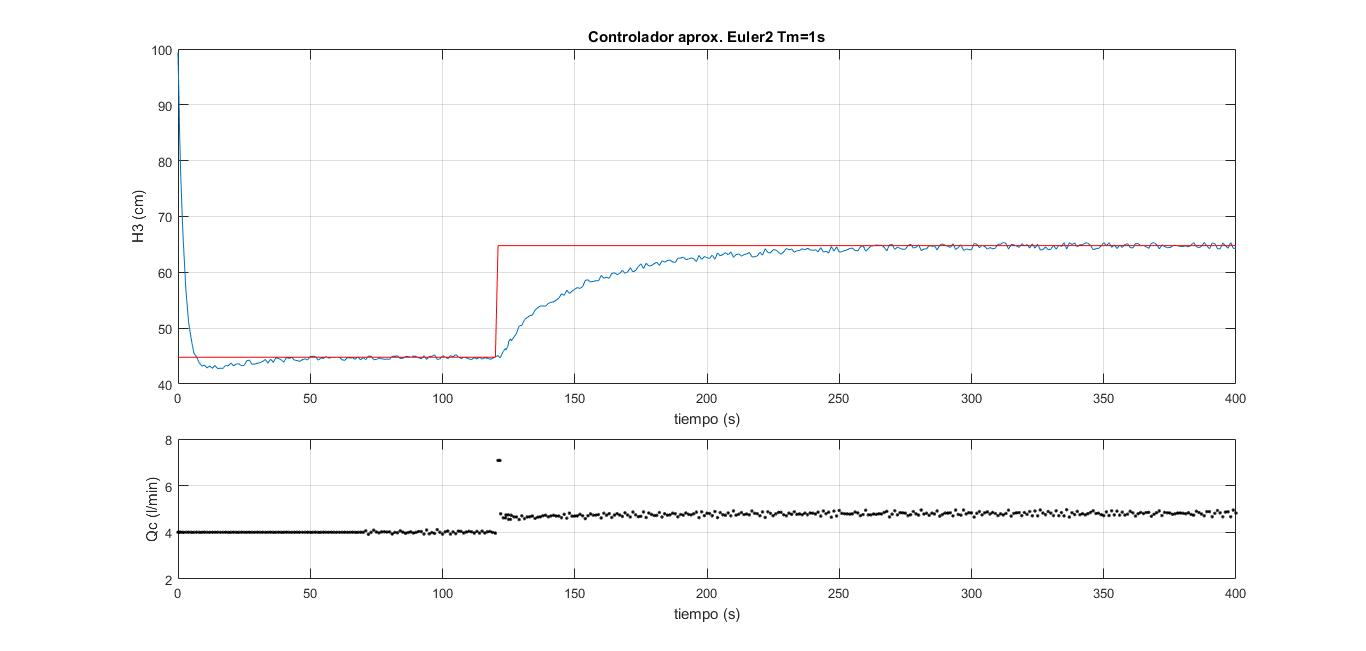 Controlador aprox. Euler2 Tm=1s
100
90
80
70
60
50
40
H3 (cm)
0 50 100 150 200 250 300 350 400
tiempo (s)
8
6
4
2
Qc (l/min)
0 50 100 150 200 250 300 350 400
tiempo (s)